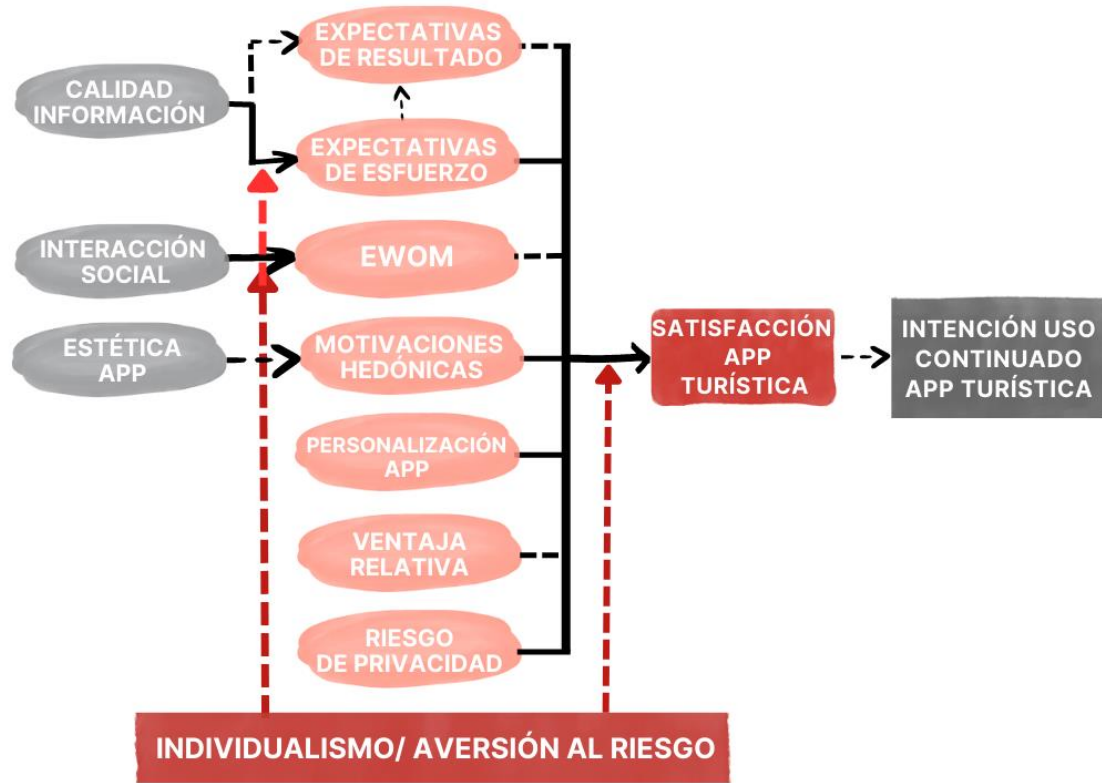 EXPECTATIVAS
DE RESULTADO
CALIDAD
INFORMACIÓN
EXPECTATIVAS
DE ESFUERZO
INTERACCIÓN
SOCIAL
EWOM
ESTÉTICA
APP
MOTIVACIONES
HEDÓNICAS
SATISFACCIÓN
APP
TURÍSTICA
INTENCIÓN USO
CONTINUADO
APP TURÍSTICA
PERSONALIZACIÓN
APP
VENTAJA
RELATIVA
RIESGO
DE PRIVACIDAD
INDIVIDUALISMO/ AVERSIÓN AL RIESGO